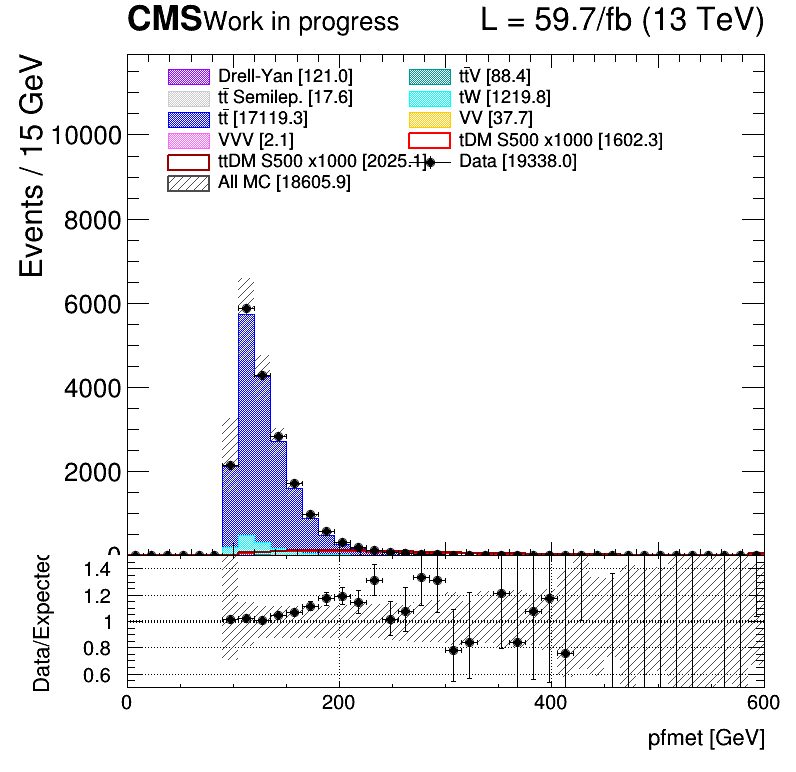 CMS Work in progress L = 59.7/fb (13 TeV)
Events / 15 GeV
Drell-Yan [121.0] tt̄V [88.4]
tt̄ Semilep. [17.6] tW [1219.8]
tt̄ [17119.3] VV [37.7]
VVV [2.1] tDM S500 x1000 [1602.3]
ttDM S500 x1000 [2025.1] Data [19338.0]
All MC [18605.9]
10000
8000
6000
4000
2000
0
Data/Expected
1.4
1.2
1
0.8
0.6
0 200 400 600
pfmet [GeV]